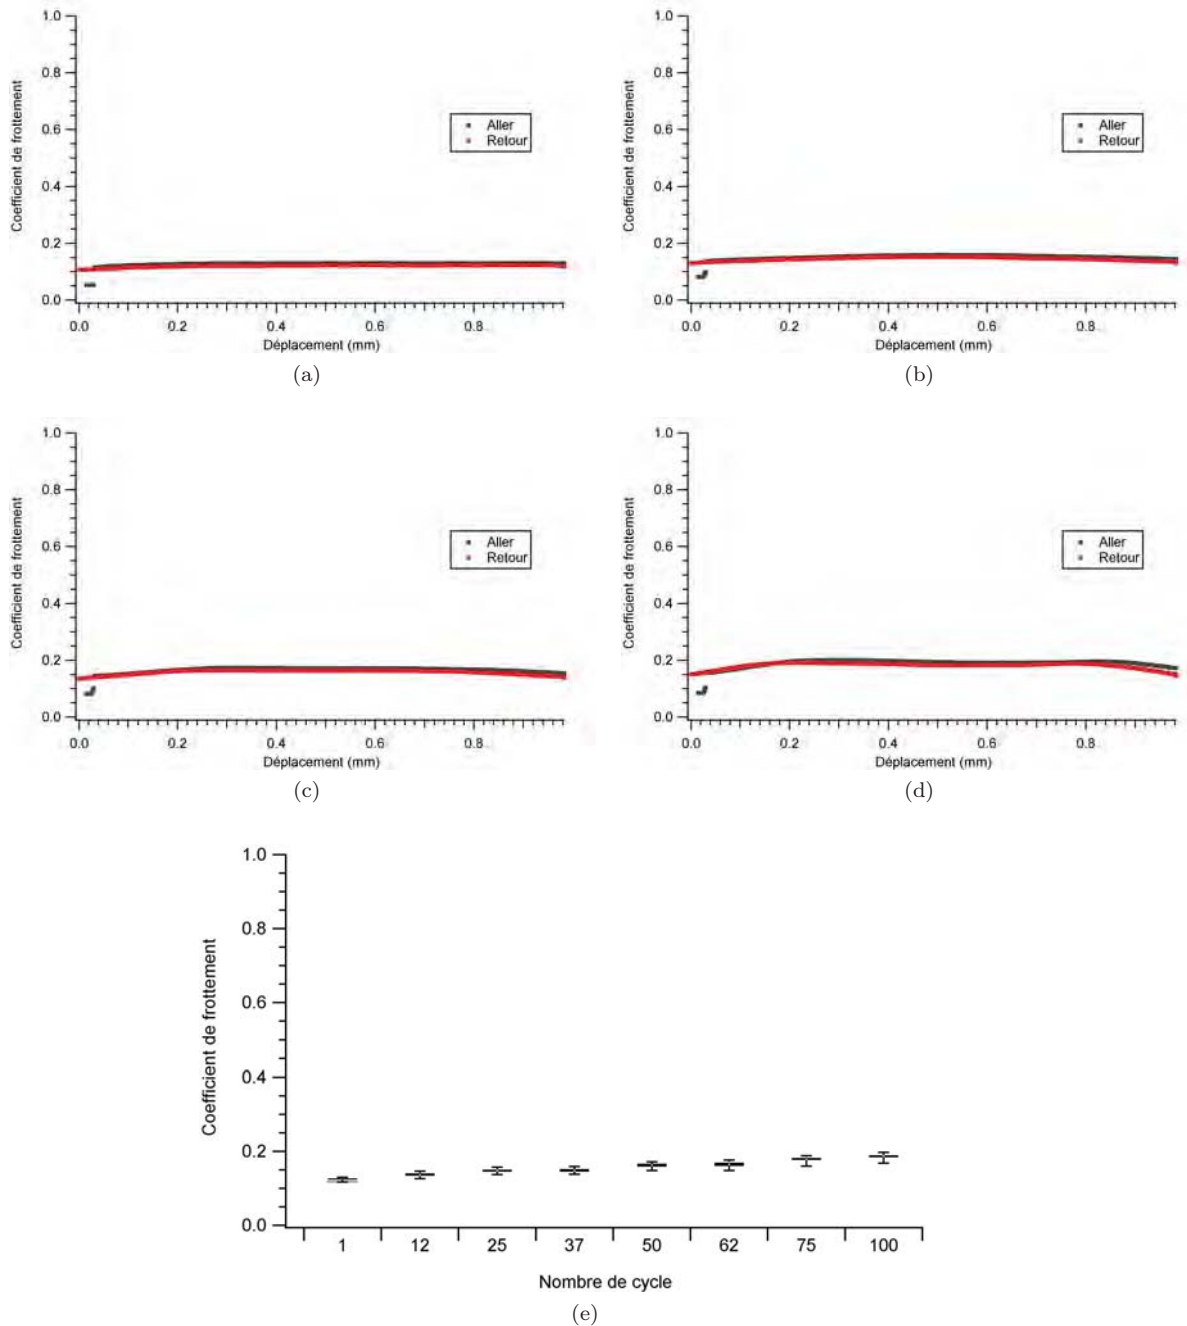 1.0
0.8
0.6
0.4
0.2
0.0
Coefficient de frottement
Aller
Retour
0.0 0.2 0.4 0.6 0.8
Déplacement (mm)
(a)
1.0
0.8
0.6
0.4
0.2
0.0
Coefficient de frottement
Aller
Retour
0.0 0.2 0.4 0.6 0.8
Déplacement (mm)
(b)
1.0
0.8
0.6
0.4
0.2
0.0
Coefficient de frottement
Aller
Retour
0.0 0.2 0.4 0.6 0.8
Déplacement (mm)
(c)
1.0
0.8
0.6
0.4
0.2
0.0
Coefficient de frottement
Aller
Retour
0.0 0.2 0.4 0.6 0.8
Déplacement (mm)
(d)
1.0
0.8
0.6
0.4
0.2
0.0
Coefficient de frottement
1 12 25 37 50 62 75 100
Nombre de cycle
(e)